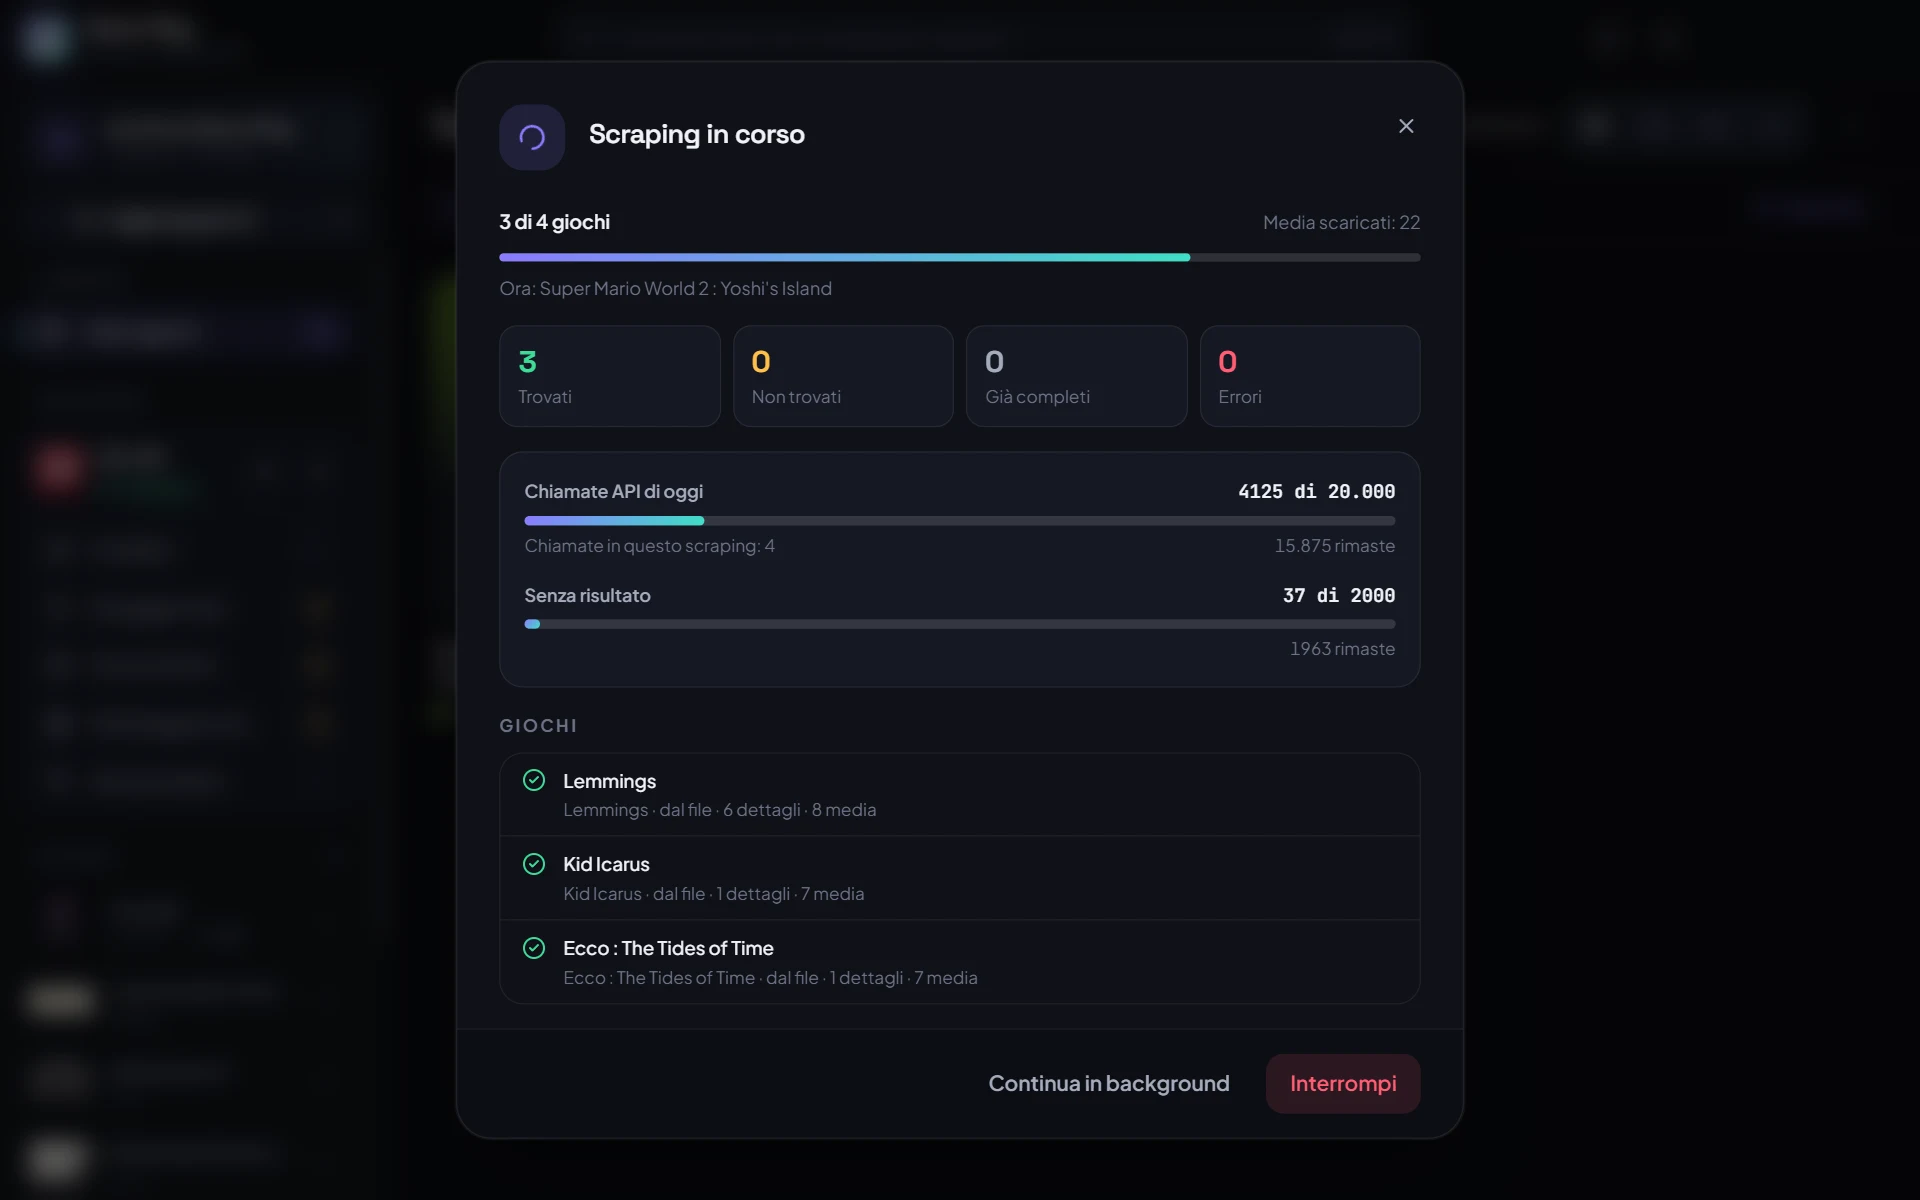 Scraping in corso
3 di 4 giochi
Media scaricati: 22
Ora: Super Mario World 2 : Yoshi's Island
3
Trovati
0
Non trovati
0
Già completi
0
Errori
Chiamate API di oggi
4125 di 20.000
Chiamate in questo scraping: 4
15.875 rimaste
Senza risultato
37 di 2000
1963 rimaste
GIOCHI
Lemmings
Lemmings · dal file · 6 dettagli · 8 media
Kid Icarus
Kid Icarus · dal file · 1 dettagli · 7 media
Ecco : The Tides of Time
Ecco : The Tides of Time · dal file · 1 dettagli · 7 media
Continua in background
Interrompi